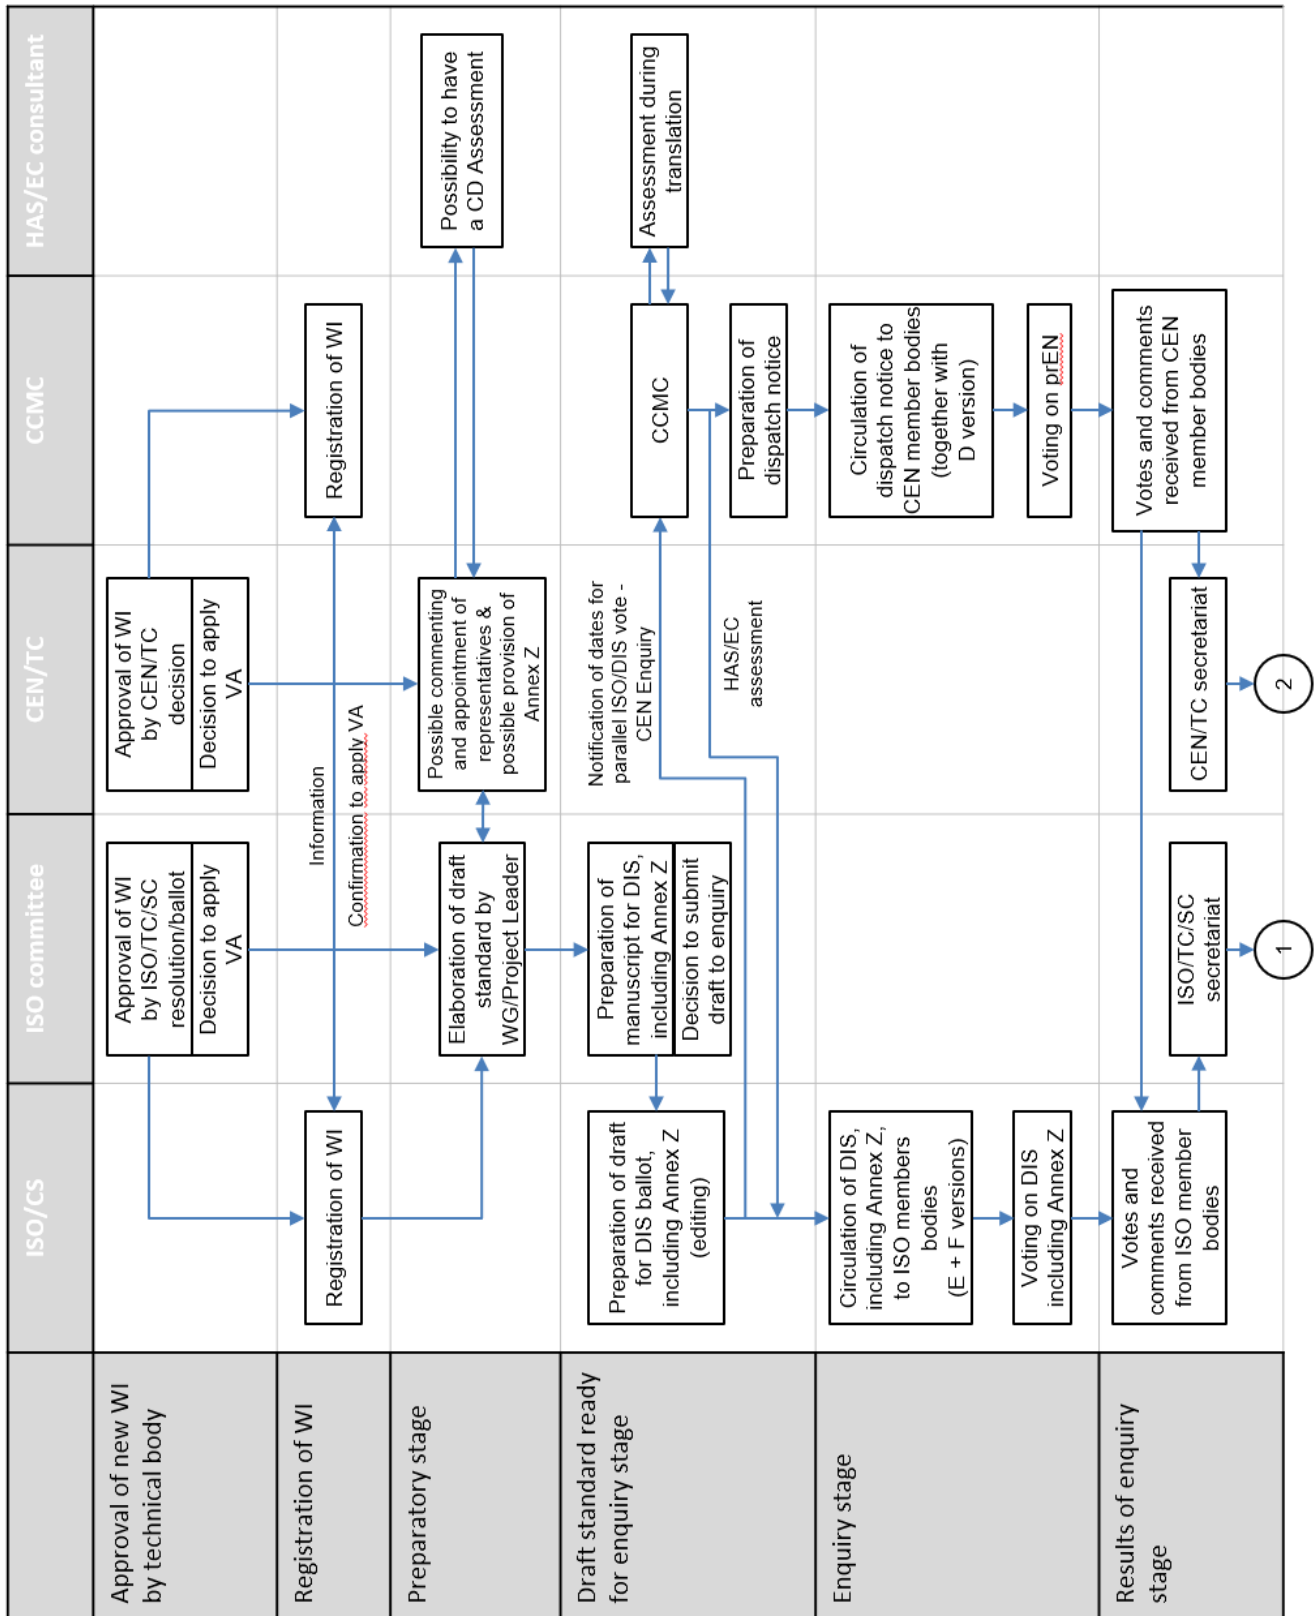 ISO/CS
ISO committee
CEN/TC
CCMC
HAS/EC consultant
Approval of new WI
by technical body
Approval of WI
by ISO/TC/SC
resolution/ballot
Decision to apply
VA
Approval of WI
by CEN/TC
decision
Decision to apply
VA
Registration of WI
Registration of WI
Information
Confirmation to apply VA
Registration of WI
Preparatory stage
Elaboration of draft
standard by
WG/Project Leader
Possible commenting
and appointment of
representatives &
possible provision of
Annex Z
Possibility to have
a CD Assessment
Draft standard ready
for enquiry stage
Preparation of draft
for DIS ballot,
including Annex Z
(editing)
Preparation of
manuscript for DIS,
including Annex Z
Decision to submit
draft to enquiry
Notification of dates for
parallel ISO/DIS vote -
CEN Enquiry
HAS/EC
assessment
CCMC
Preparation of
dispatch notice
Assessment during
translation
Enquiry stage
Circulation of DIS,
including Annex Z,
to ISO members
bodies
(E + F versions)
Voting on DIS
including Annex Z
Circulation of
dispatch notice to
CEN member bodies
(together with
D version)
Voting on prEN
Results of enquiry
stage
Votes and
comments received
from ISO member
bodies
ISO/TC/SC
secretariat
CEN/TC secretariat
Votes and comments
received from CEN
member bodies
1
2